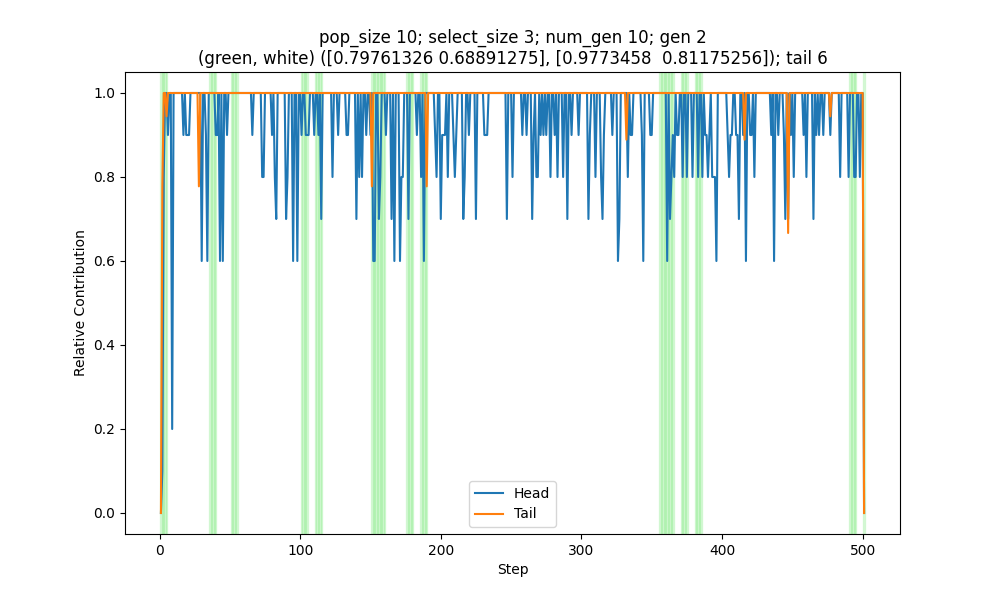 pop_size 10; select_size 3; num_gen 10; gen 2
(green, white) ([0.79761326 0.68891275], [0.9773458  0.81175256]); tail 6
1.0
0.8
0.6
0.4
0.2
0.0
Relative Contribution
Head
Tail
0
100
200
300
400
500
Step